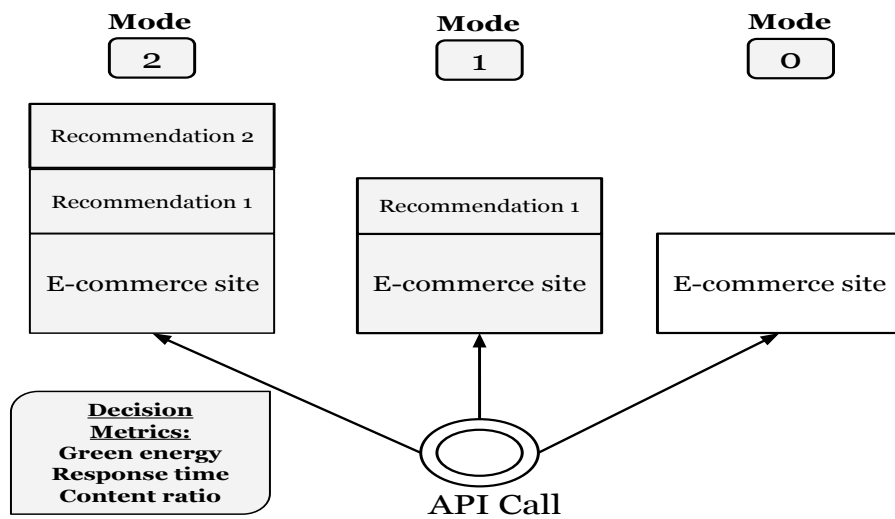 Mode
2
Mode
1
Mode
0
Recommendation 2
Recommendation 1
E-commerce site
Recommendation 1
E-commerce site
E-commerce site
Decision
Metrics:
Green energy
Response time
Content ratio
API Call